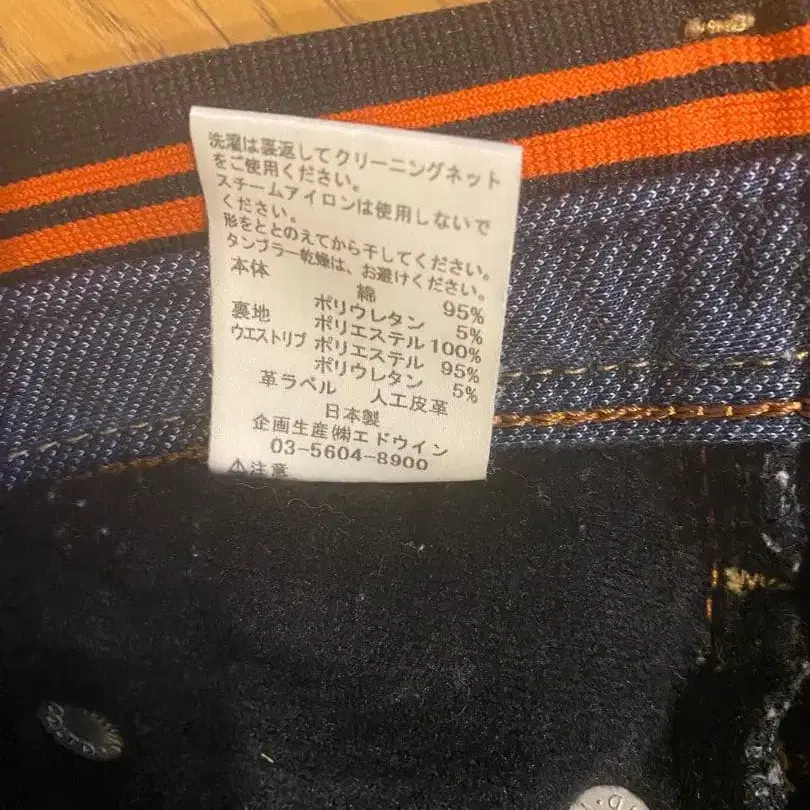 洗濯は裏返してクリーニングネット
をご使用ください。
スチームアイロンは使用しないで
ください。
形をととのえてから干してください。
タンブラー乾燥は、お避けください。
本体 綿 95%
ポリウレタン 5%
裏地 ポリエステル 100%
ウエストリブ ポリエステル 95%
ポリウレタン 5%
革ラベル 人工皮革
日本製
企画生産㈱エドウイン
03-5604-8900
⚠注意